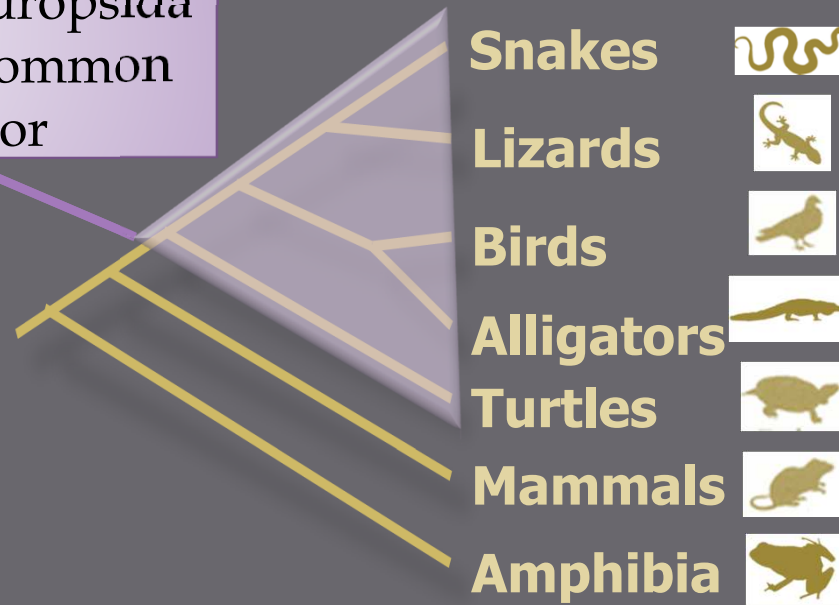 uropsida
ommon
or
Snakes
Lizards
Birds
Alligators
Turtles
Mammals
Amphibia